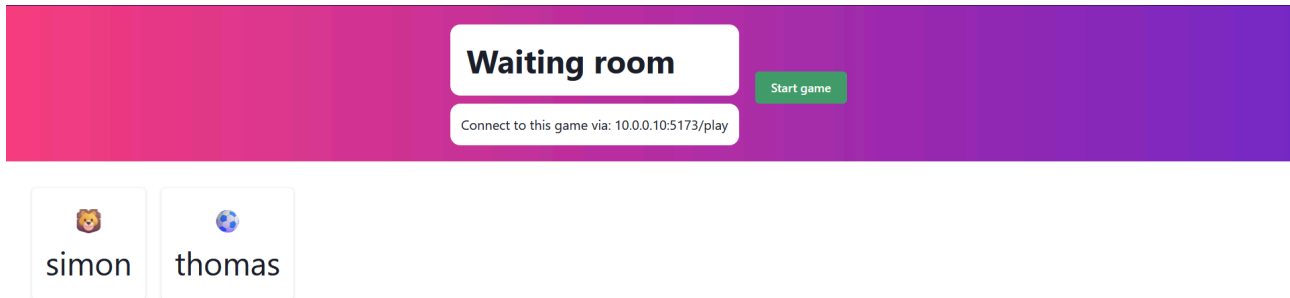 Waiting room
Start game
Connect to this game via: 10.0.0.10:5173/play
simon
thomas